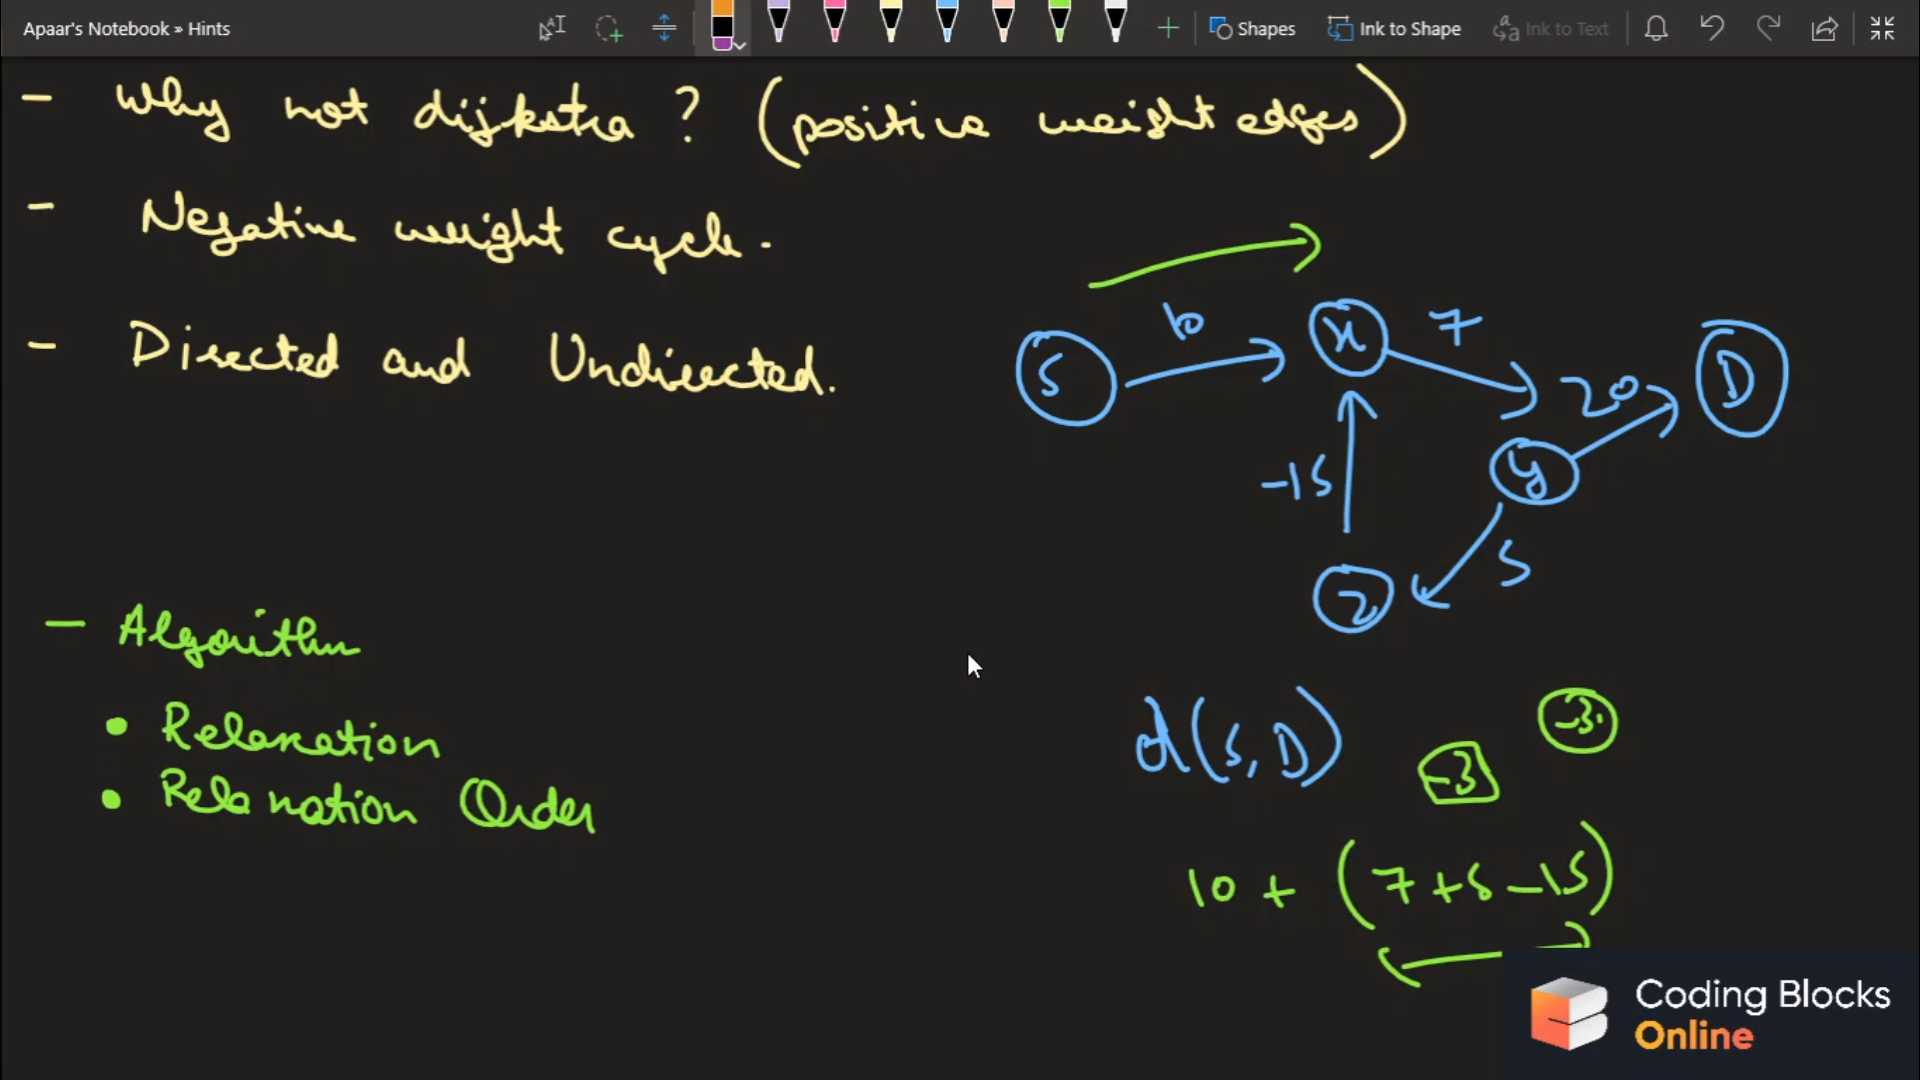 Apaar's Notebook » Hints
Shapes
Ink to Shape
Ink to Text
- Why not dijkstra? (positive weight edges)
- Negative weight cycle.
- Directed and Undirected.
S
10
x
7
20
D
-15
y
5
z
- Algorithm
• Relaxation
• Relaxation Order
d(S, D)
-3
-3
10 + (7+5-15)
Coding Blocks
Online